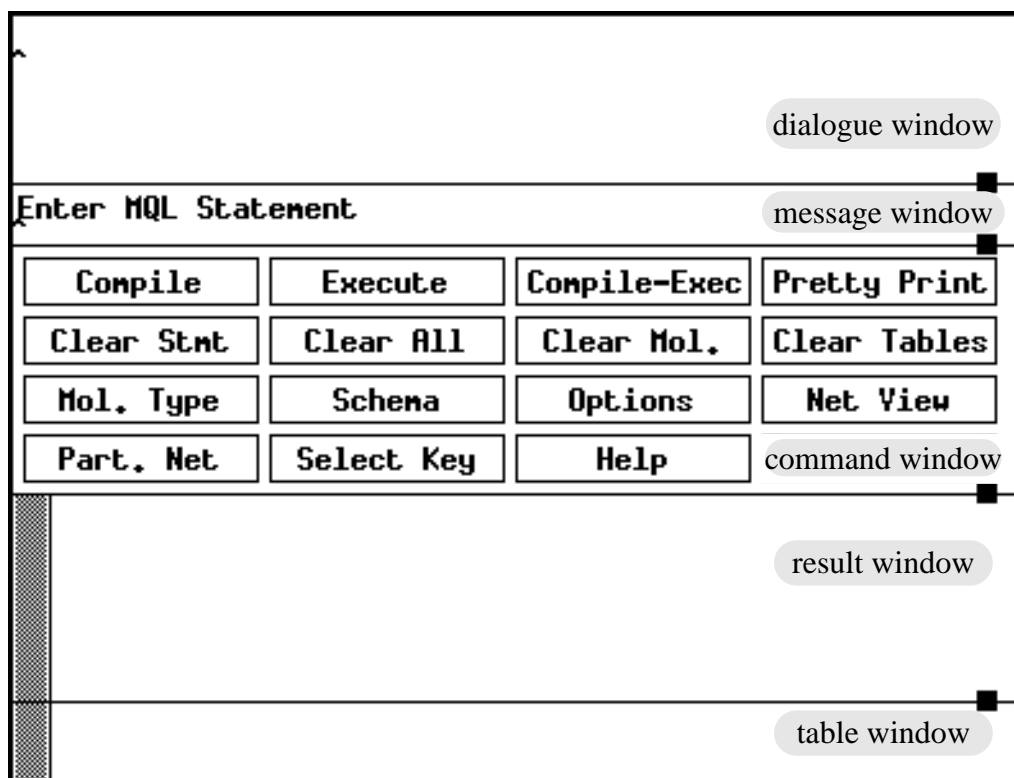 dialogue window
Enter MQL Statement
message window
Compile Execute Compile-Exec Pretty Print
Clear Stmt Clear All Clear Mol. Clear Tables
Mol. Type Schema Options Net View
Part. Net Select Key Help command window
result window
table window